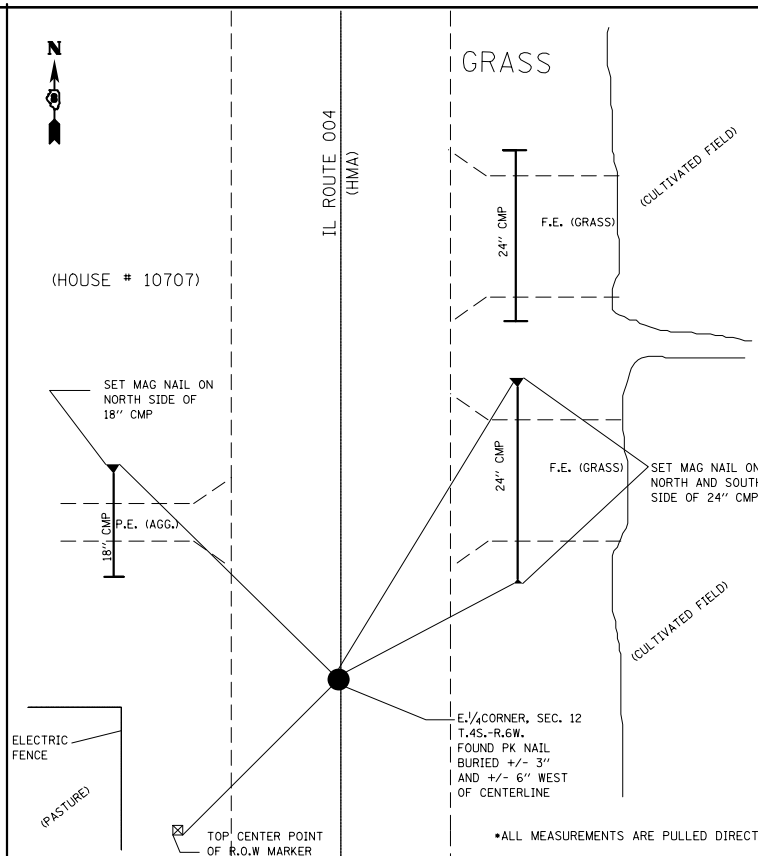 N
GRASS
IL ROUTE 004
(HMA)
(CULTIVATED FIELD)
24" CMP
F.E. (GRASS)
(HOUSE # 10707)
SET MAG NAIL ON
NORTH SIDE OF
18" CMP
24" CMP
F.E. (GRASS)
SET MAG NAIL ON
NORTH AND SOUTH
SIDE OF 24" CMP
18" CMP
P.E. (AGG.)
(CULTIVATED FIELD)
E.1/4CORNER, SEC. 12
T.4S.-R.6W.
FOUND PK NAIL
BURIED +/- 3"
AND +/- 6" WEST
OF CENTERLINE
ELECTRIC
FENCE
(PASTURE)
TOP CENTER POINT
OF R.O.W MARKER
*ALL MEASUREMENTS ARE PULLED DIRECT